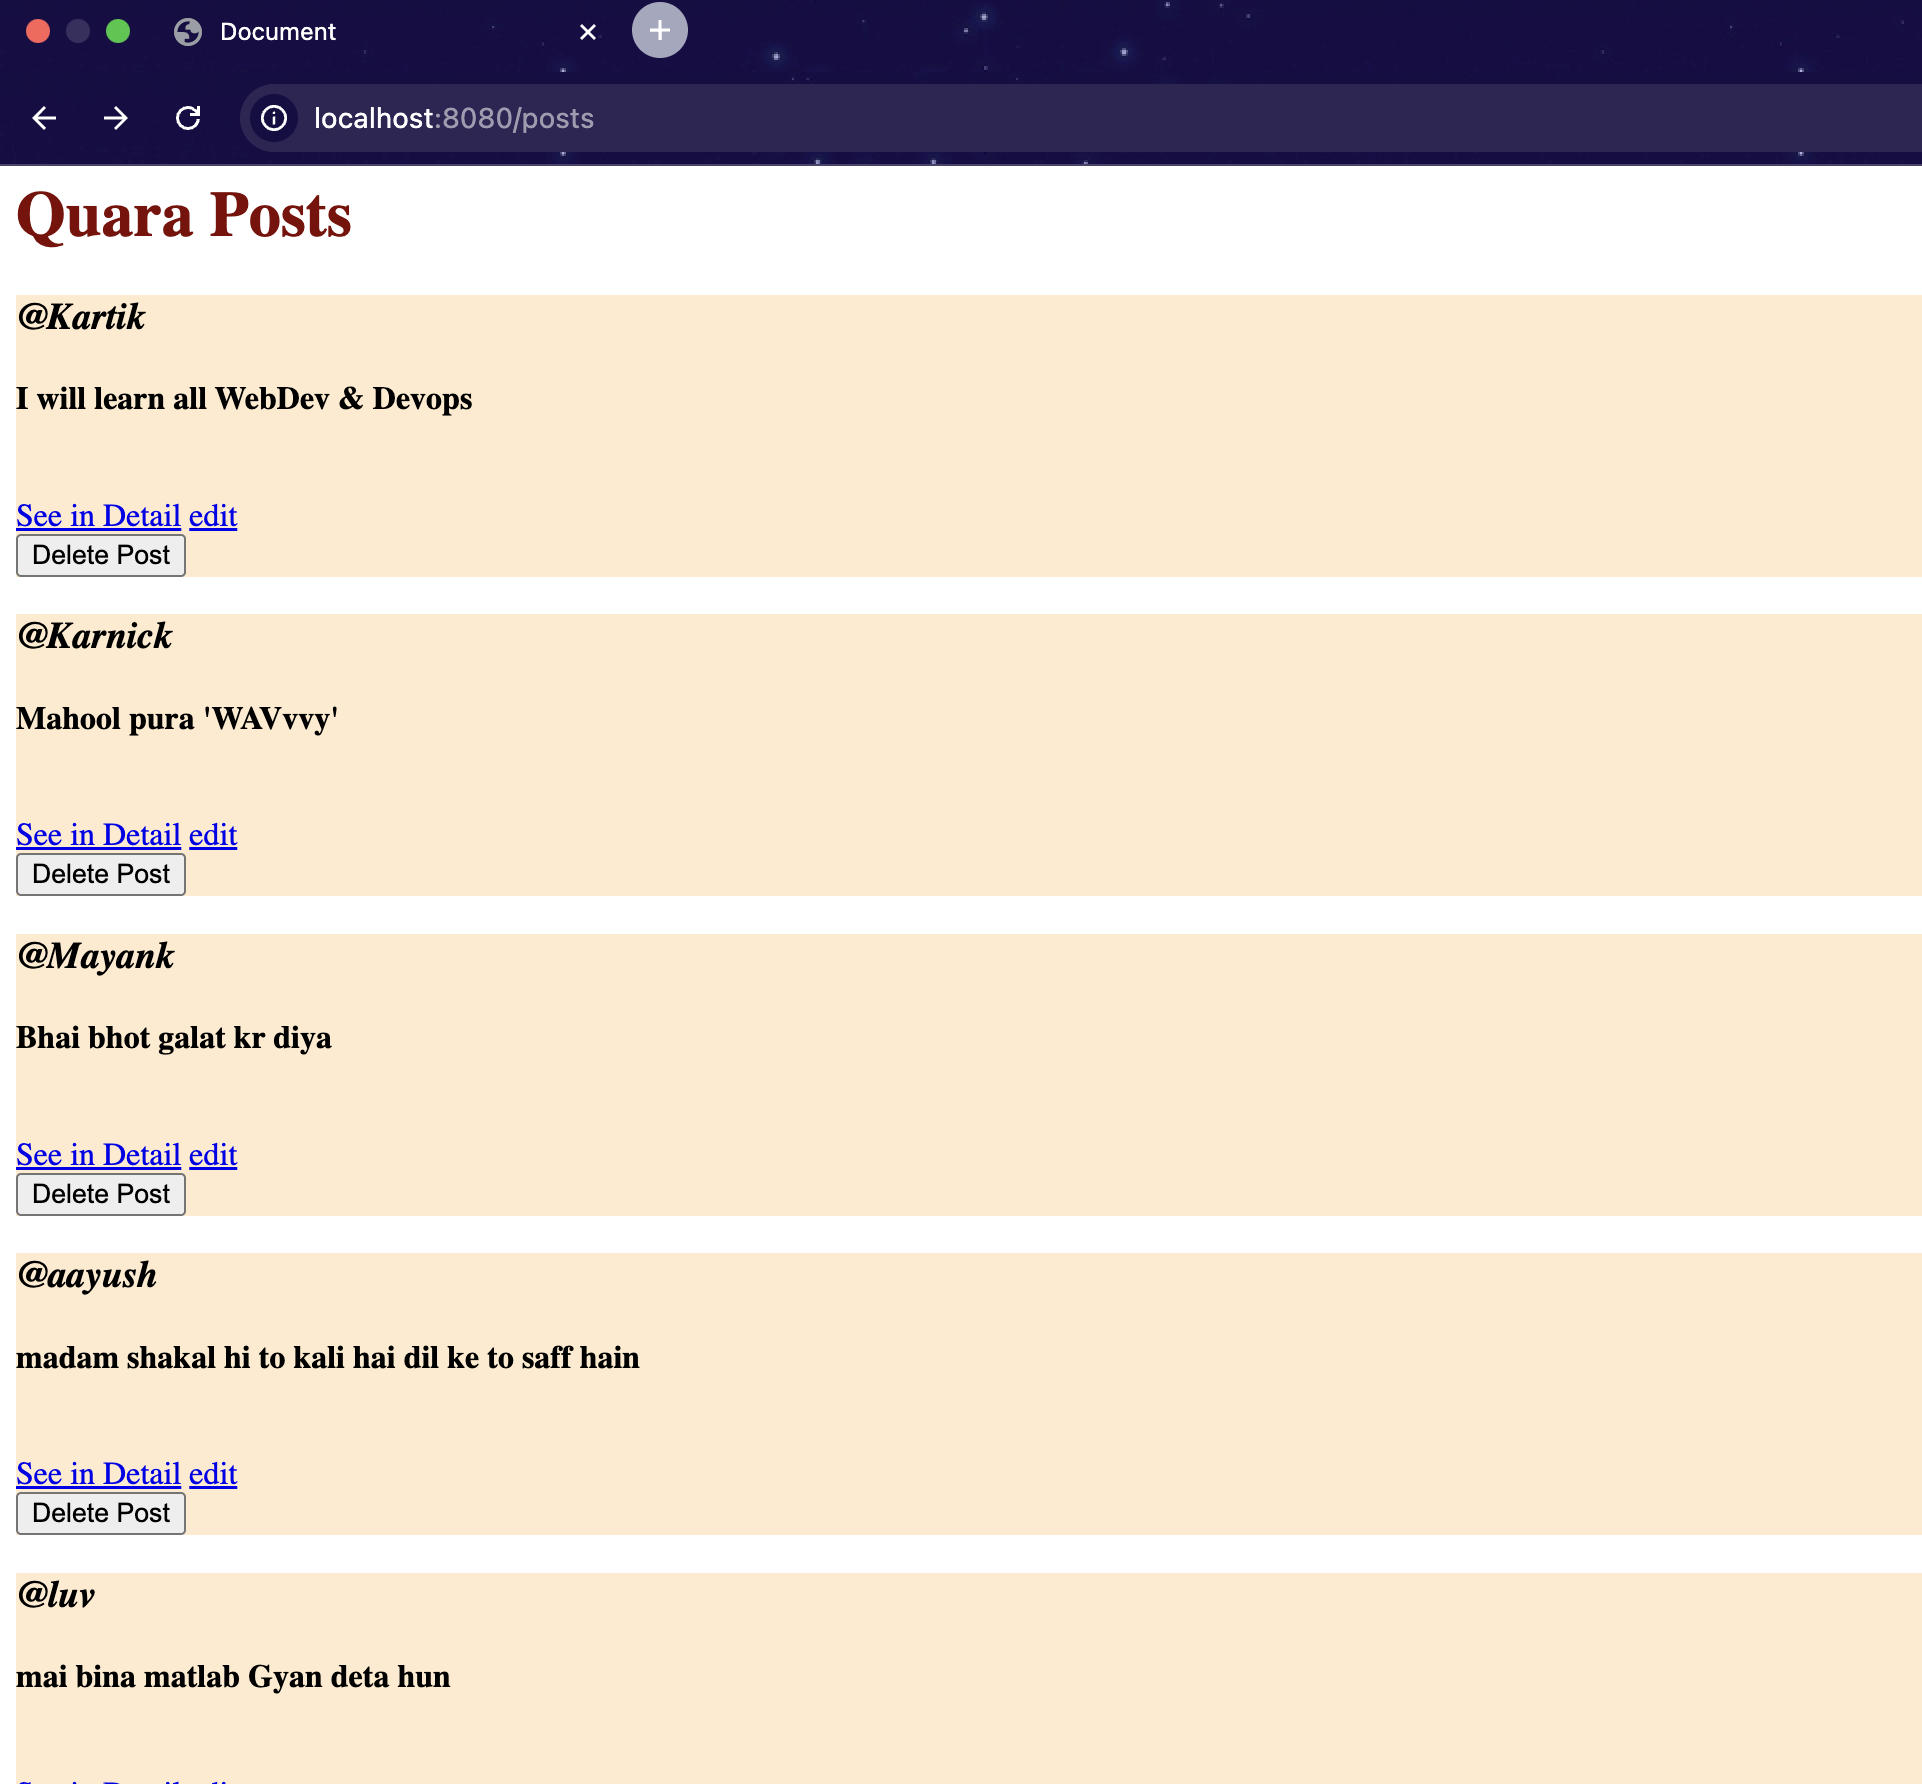 Document
localhost:8080/posts
Quara Posts
@Kartik
I will learn all WebDev & Devops
See in Detail edit
Delete Post
@Karnick
Mahool pura 'WAVvvy'
See in Detail edit
Delete Post
@Mayank
Bhai bhot galat kr diya
See in Detail edit
Delete Post
@aayush
madam shakal hi to kali hai dil ke to saff hain
See in Detail edit
Delete Post
@luv
mai bina matlab Gyan deta hun